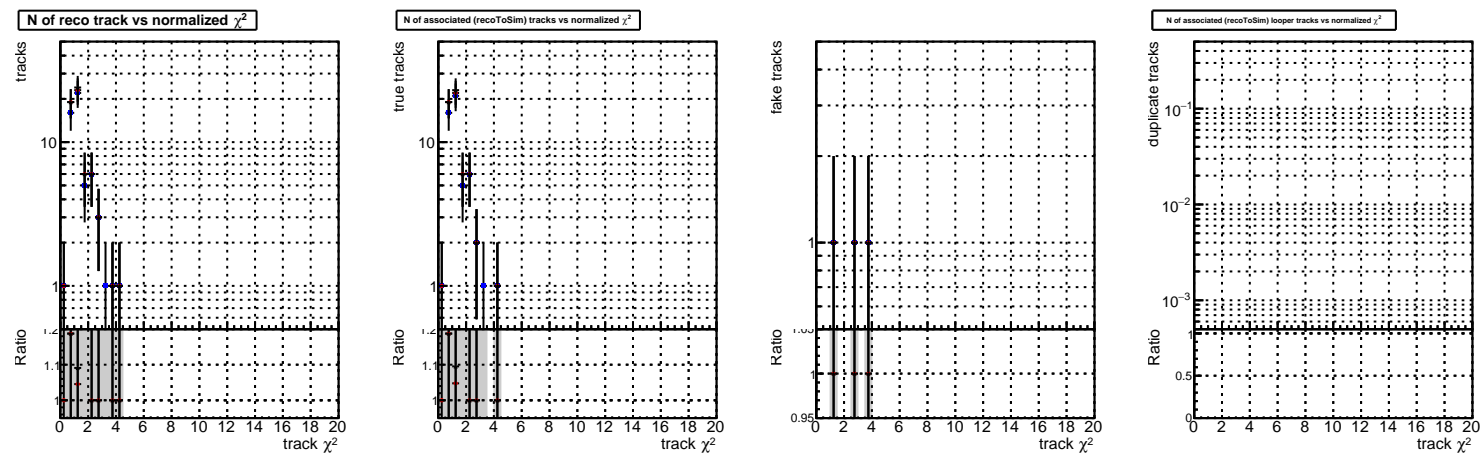 N of reco track vs normalized χ²
tracks
10
1
Ratio
1.2
1.1
1
0 2 4 6 8 10 12 14 16 18 20
track χ²
N of associated (recoToSim) tracks vs normalized χ²
true tracks
10
1
Ratio
1.2
1.1
1
0 2 4 6 8 10 12 14 16 18 20
track χ²
fake tracks
1
Ratio
1.05
1
0.95
0 2 4 6 8 10 12 14 16 18 20
track χ²
N of associated (recoToSim) looper tracks vs normalized χ²
duplicate tracks
10⁻¹
10⁻²
10⁻³
Ratio
1
0.5
0
0 2 4 6 8 10 12 14 16 18 20
track χ²